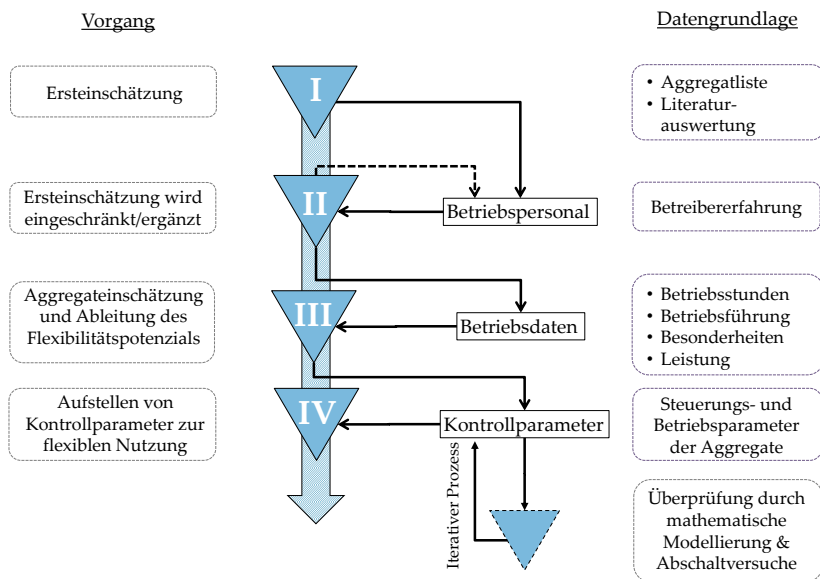 Vorgang
Datengrundlage
Ersteinschätzung
I
• Aggregatliste
• Literatur-
auswertung
Ersteinschätzung wird
eingeschränkt/ergänzt
II
Betriebspersonal
Betreibererfahrung
Aggregateinschätzung
und Ableitung des
Flexibilitätspotenzials
III
Betriebsdaten
• Betriebsstunden
• Betriebsführung
• Besonderheiten
• Leistung
Aufstellen von
Kontrollparameter zur
flexiblen Nutzung
IV
Kontrollparameter
Steuerungs- und
Betriebsparameter
der Aggregate
Iterativer Prozess
Überprüfung durch
mathematische
Modellierung &
Abschaltversuche